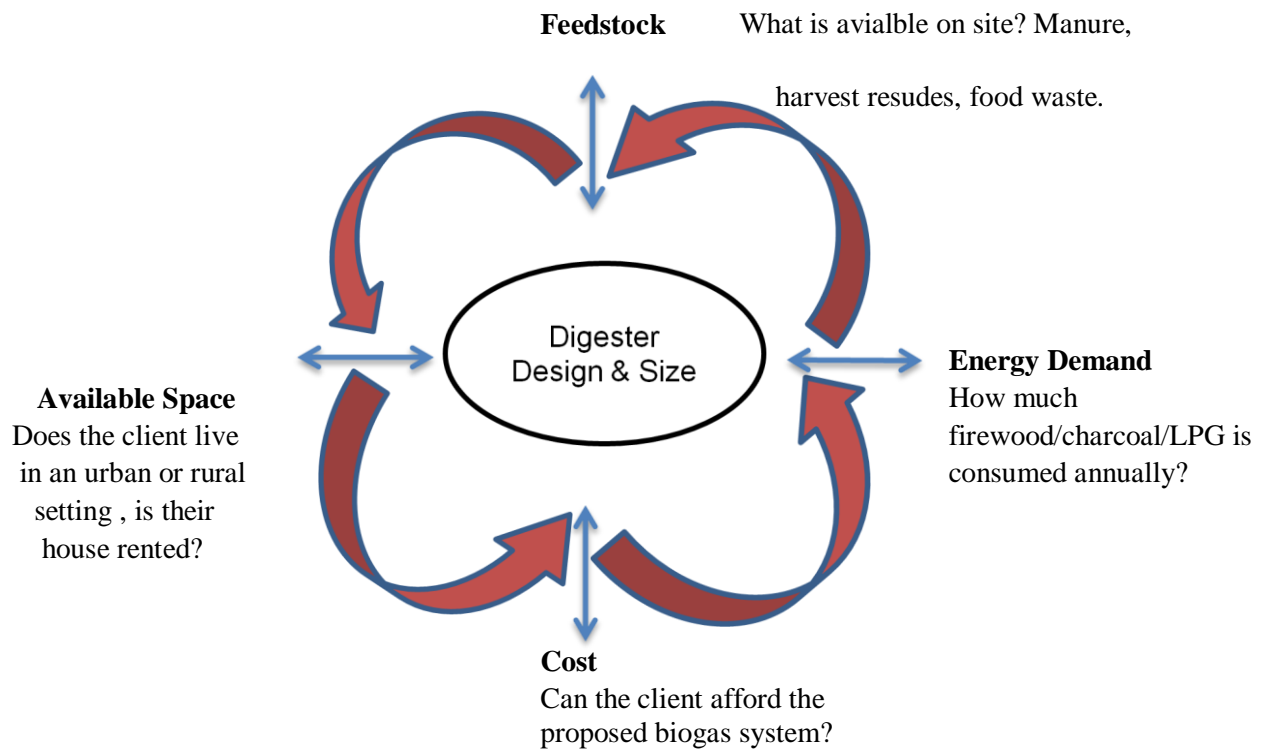 Feedstock What is avialble on site? Manure,
harvest resudes, food waste.
Digester
Design & Size
Available Space
Does the client live
in an urban or rural
setting , is their
house rented?
Energy Demand
How much
firewood/charcoal/LPG is
consumed annually?
Cost
Can the client afford the
proposed biogas system?